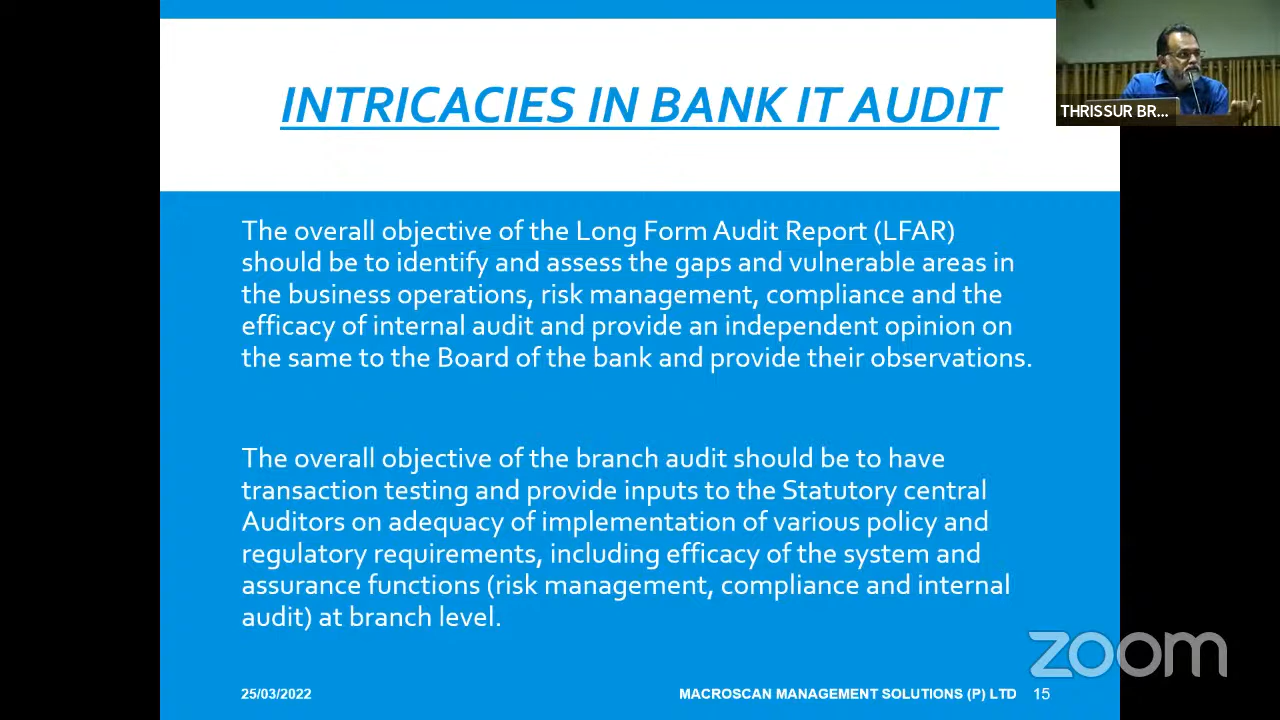 INTRICACIES IN BANK IT AUDIT
THRISSUR BR...
The overall objective of the Long Form Audit Report (LFAR)
should be to identify and assess the gaps and vulnerable areas in
the business operations, risk management, compliance and the
efficacy of internal audit and provide an independent opinion on
the same to the Board of the bank and provide their observations.
The overall objective of the branch audit should be to have
transaction testing and provide inputs to the Statutory central
Auditors on adequacy of implementation of various policy and
regulatory requirements, including efficacy of the system and
assurance functions (risk management, compliance and internal
audit) at branch level.
zoom
25/03/2022 MACROSCAN MANAGEMENT SOLUTIONS (P) LTD 15